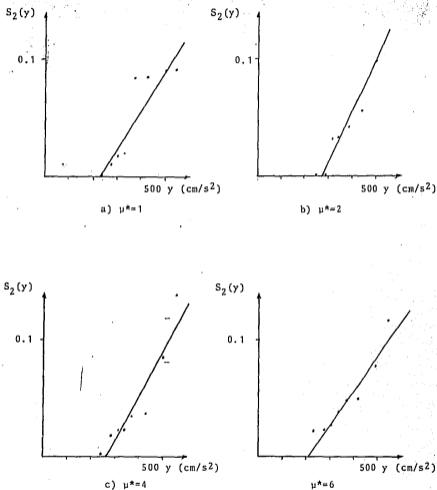 S₂(y)
0.1
500 y (cm/s2)
a) μ*=1
S₂(y)
0.1
500 y (cm/s²)
b) μ*=2
S₂(y)
0.1
500 y (cm/s²)
c) μ*=4
S₂(y)
0.1
500 y (cm/s²)
μ*=6